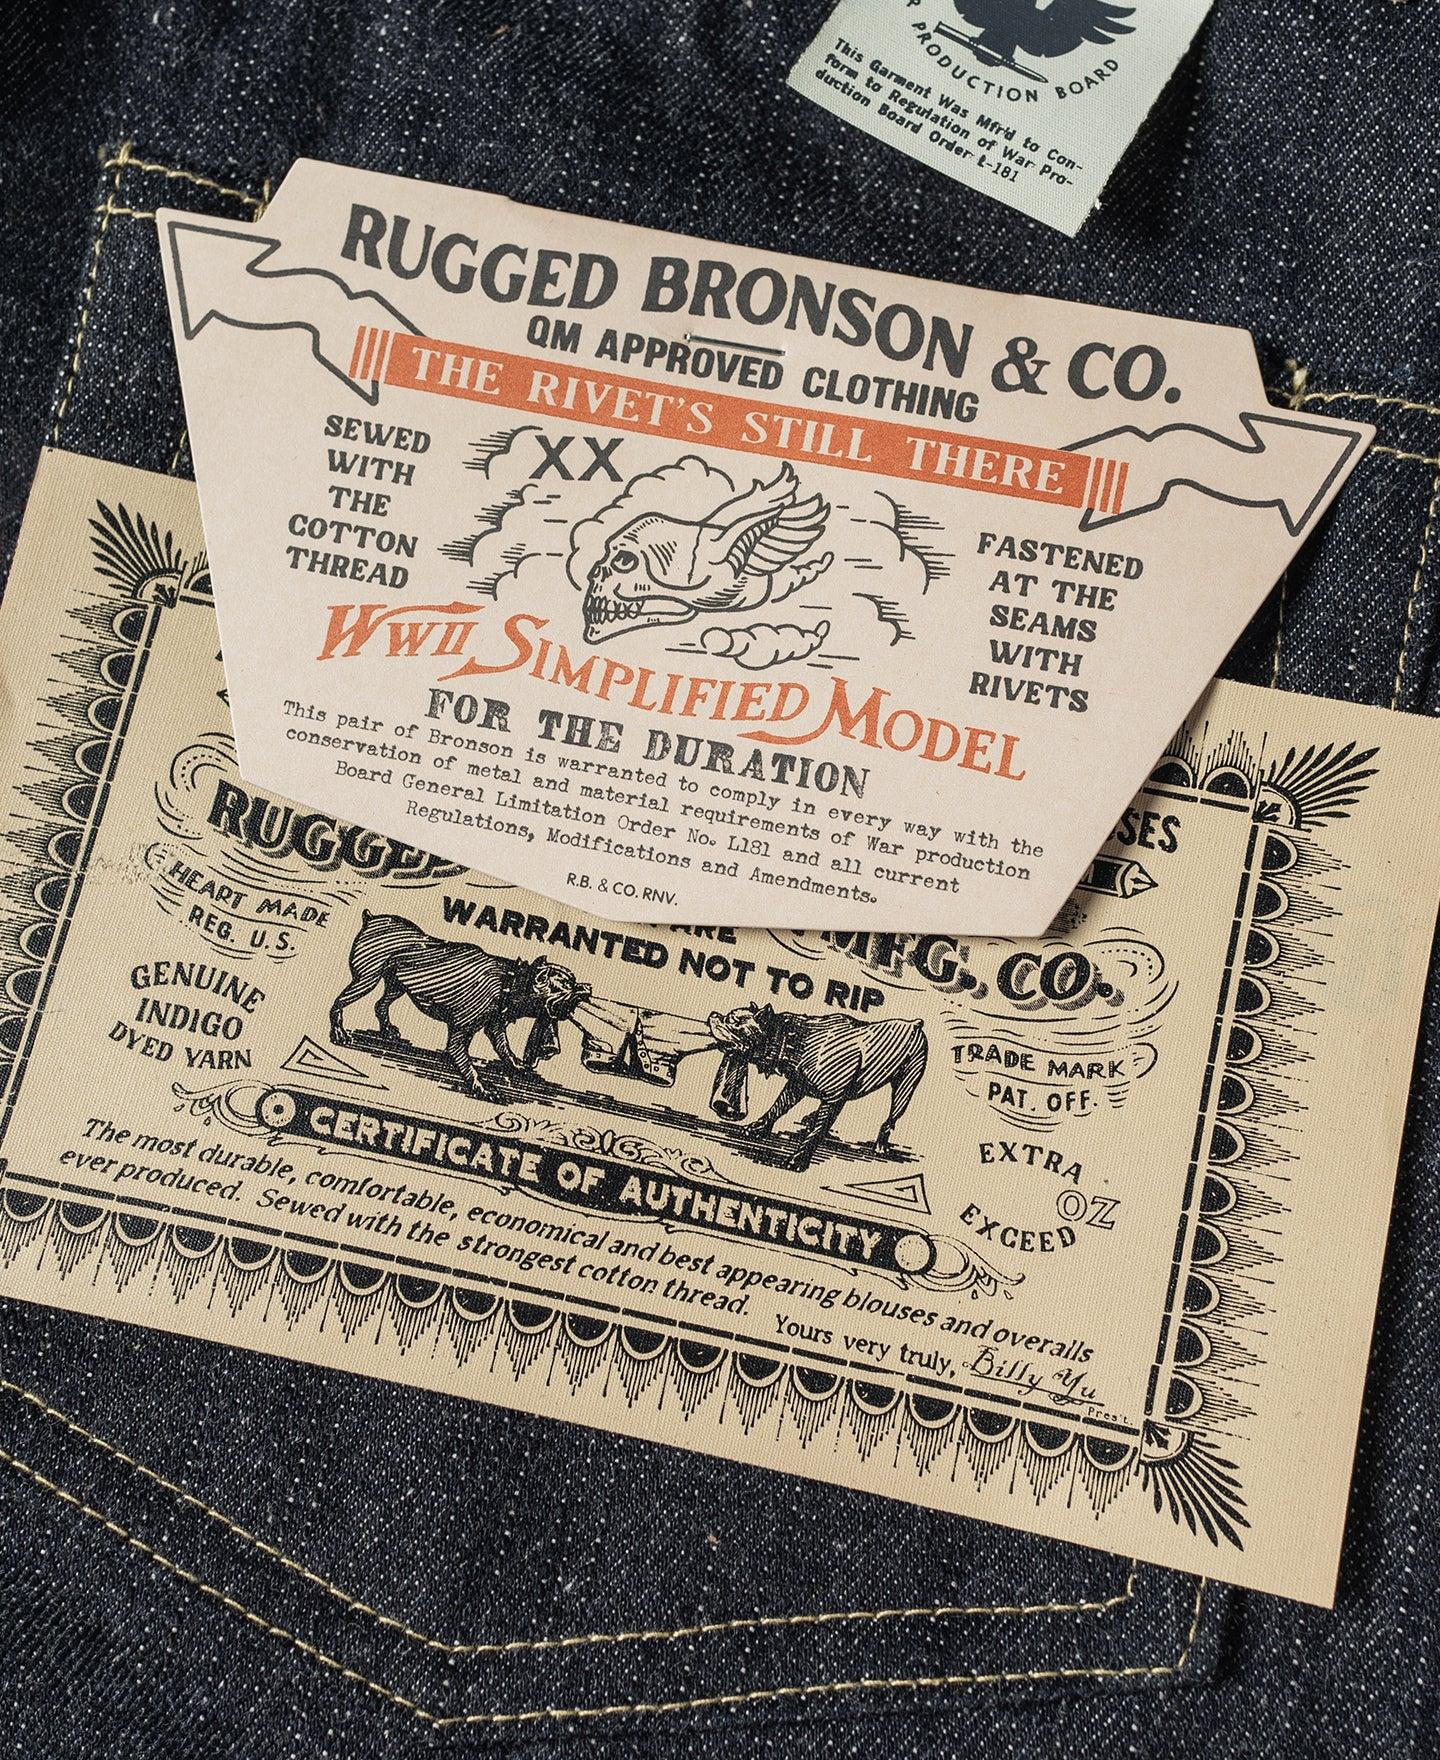 PRODUCTION BOARD
This Garment Was Mfr'd to Con-
form to Regulation of War Pro-
duction Board Order L-181
RUGGED BRONSON & CO.
QM APPROVED CLOTHING
THE RIVET'S STILL THERE
SEWED
WITH
THE
COTTON
THREAD
XX
FASTENED
AT THE
SEAMS
WITH
RIVETS
WWII SIMPLIFIED MODEL
FOR THE DURATION
This pair of Bronson is warranted to comply in every way with the
conservation of metal and material requirements of War production
Board General Limitation Order No. L181 and all current
Regulations, Modifications and Amendments.
R.B. & CO. RNV.
MFG. CO.
HEART MADE
REG. U.S.
ARE
WARRANTED NOT TO RIP
GENUINE
INDIGO
DYED YARN
TRADE MARK
PAT. OFF.
EXTRA
OZ
EXCEED
CERTIFICATE OF AUTHENTICITY
The most durable, comfortable, economical and best appearing blouses and overalls
ever produced. Sewed with the strongest cotton thread.
Yours very truly, Billy Yu
Pres't.